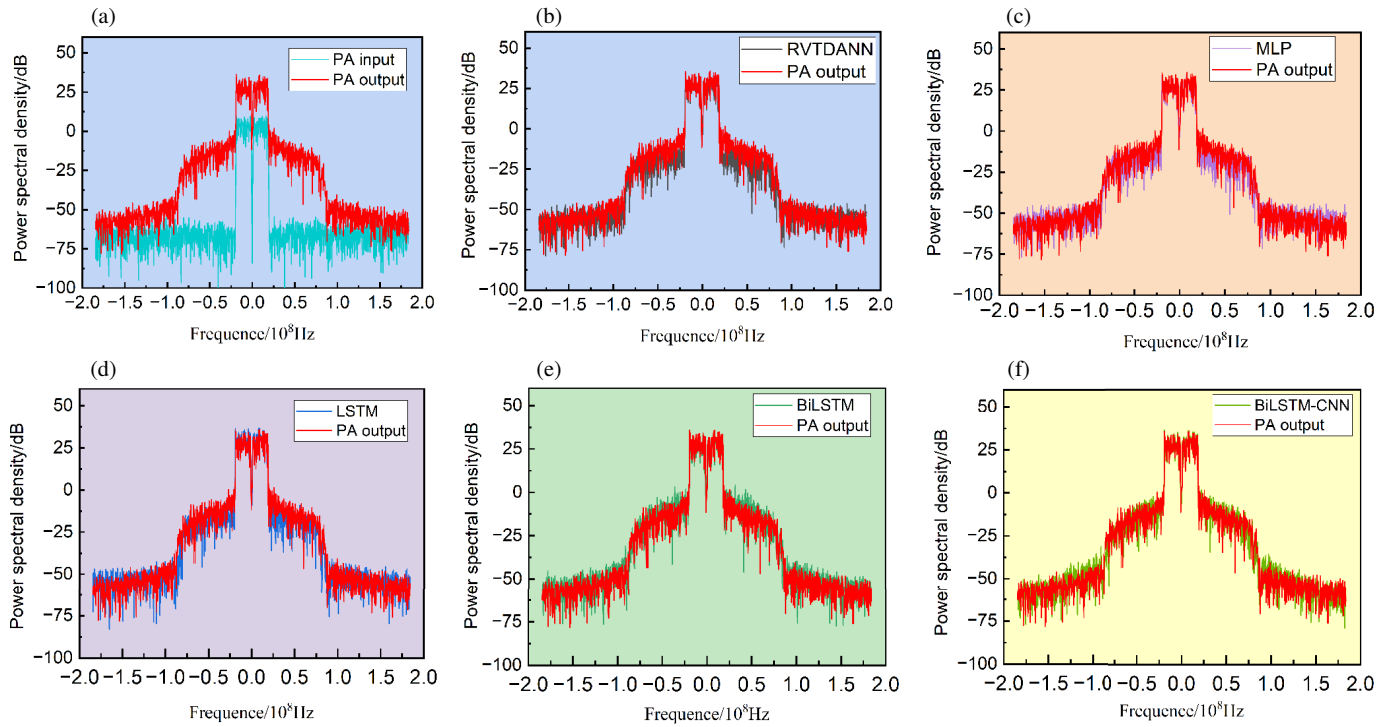 (a)
Power spectral density/dB
50
25
0
−25
−50
−75
−100
−2.0 −1.5 −1.0 −0.5 0.0 0.5 1.0 1.5 2.0
Frequence/10⁸Hz
PA input
PA output
(b)
Power spectral density/dB
50
25
0
−25
−50
−75
−100
−2.0 −1.5 −1.0 −0.5 0.0 0.5 1.0 1.5 2.0
Frequence/10⁸Hz
RVTDANN
PA output
(c)
Power spectral density/dB
50
25
0
−25
−50
−75
−100
−2.0 −1.5 −1.0 −0.5 0.0 0.5 1.0 1.5 2.0
Frequence/10⁸Hz
MLP
PA output
(d)
Power spectral density/dB
50
25
0
−25
−50
−75
−100
−2.0 −1.5 −1.0 −0.5 0.0 0.5 1.0 1.5 2.0
Frequence/10⁸Hz
LSTM
PA output
(e)
Power spectral density/dB
50
25
0
−25
−50
−75
−100
−2.0 −1.5 −1.0 −0.5 0.0 0.5 1.0 1.5 2.0
Frequence/10⁸Hz
BiLSTM
PA output
(f)
Power spectral density/dB
50
25
0
−25
−50
−75
−100
−2.0 −1.5 −1.0 −0.5 0.0 0.5 1.0 1.5 2.0
Frequence/10⁸Hz
BiLSTM-CNN
PA output